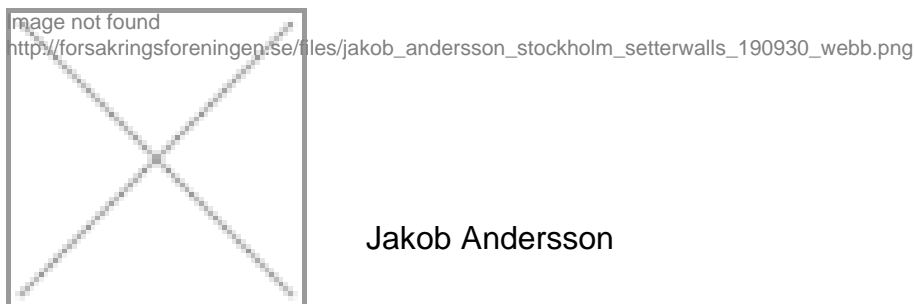 Image not found
http://forsakringsforeningen.se/files/jakob_andersson_stockholm_setterwalls_190930_webb.png
Jakob Andersson